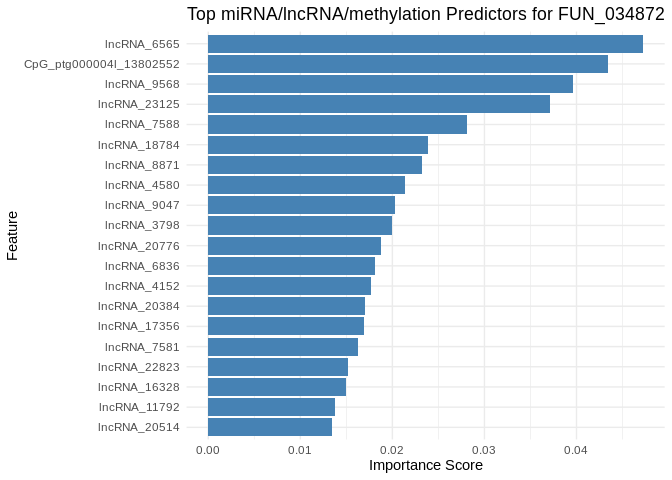 Top miRNA/lncRNA/methylation Predictors for FUN_034872
Feature
lncRNA_6565
CpG_ptg000004l_13802552
lncRNA_9568
lncRNA_23125
lncRNA_7588
lncRNA_18784
lncRNA_8871
lncRNA_4580
lncRNA_9047
lncRNA_3798
lncRNA_20776
lncRNA_6836
lncRNA_4152
lncRNA_20384
lncRNA_17356
lncRNA_7581
lncRNA_22823
lncRNA_16328
lncRNA_11792
lncRNA_20514
0.00 0.01 0.02 0.03 0.04
Importance Score